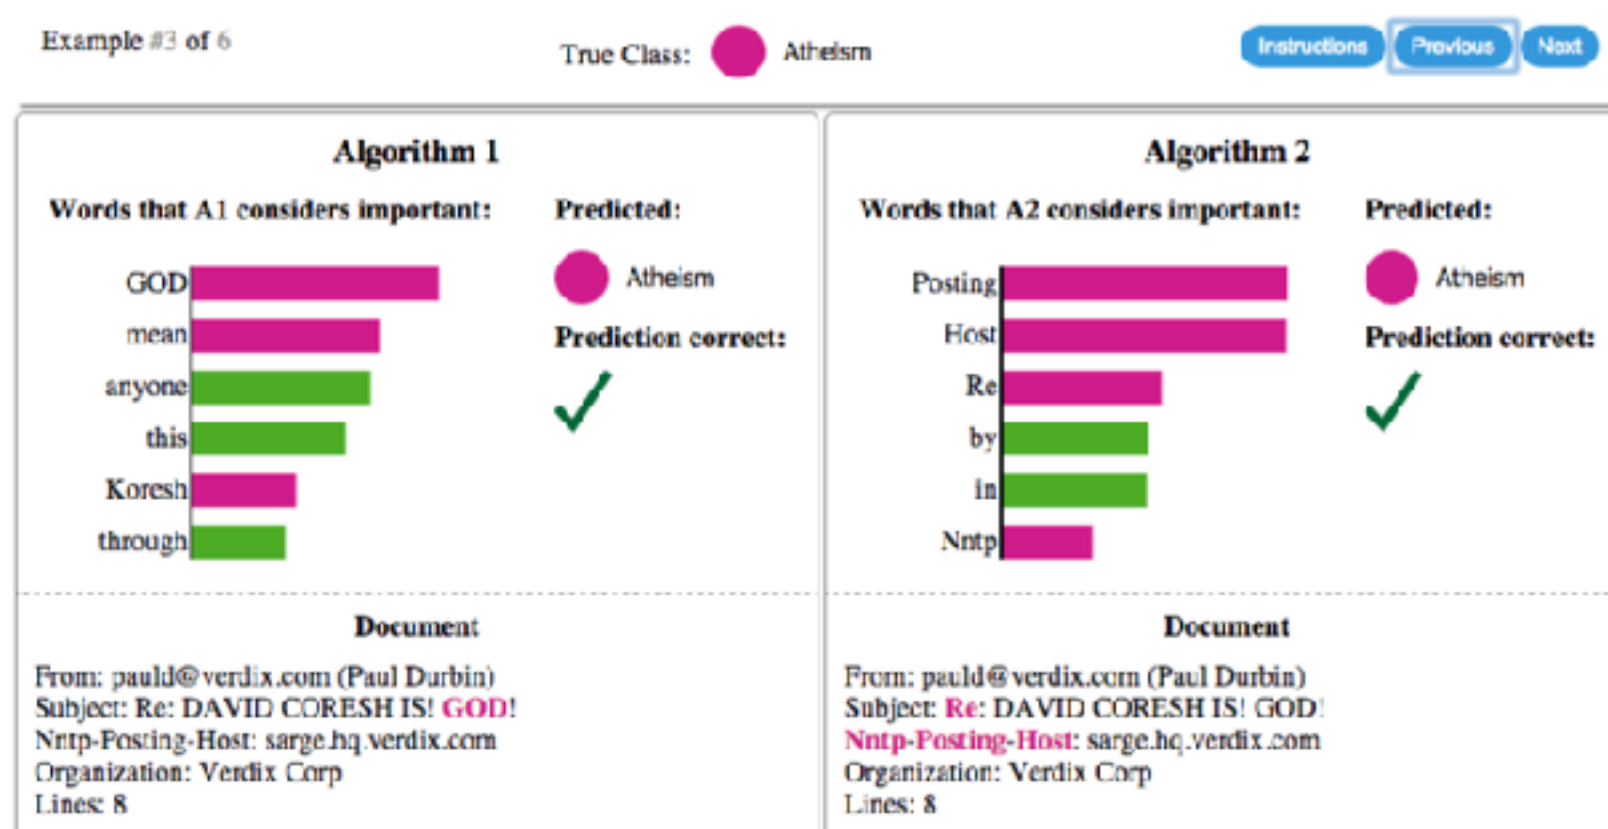 Example #3 of 6
True Class: Atheism
Instructions
Previous
Next
Algorithm 1
Words that A1 considers important:
Predicted:
GOD
mean
anyone
this
Koresh
through
Atheism
Prediction correct:
Document
From: pauld@verdix.com (Paul Durbin)
Subject: Re: DAVID CORESH IS! GOD!
Nntp-Posting-Host: sarge.hq.verdix.com
Organization: Verdix Corp
Lines: 8
Algorithm 2
Words that A2 considers important:
Predicted:
Posting
Host
Re
by
in
Nntp
Atheism
Prediction correct:
Document
From: pauld@verdix.com (Paul Durbin)
Subject: Re: DAVID CORESH IS! GOD!
Nntp-Posting-Host: sarge.hq.verdix.com
Organization: Verdix Corp
Lines: 8